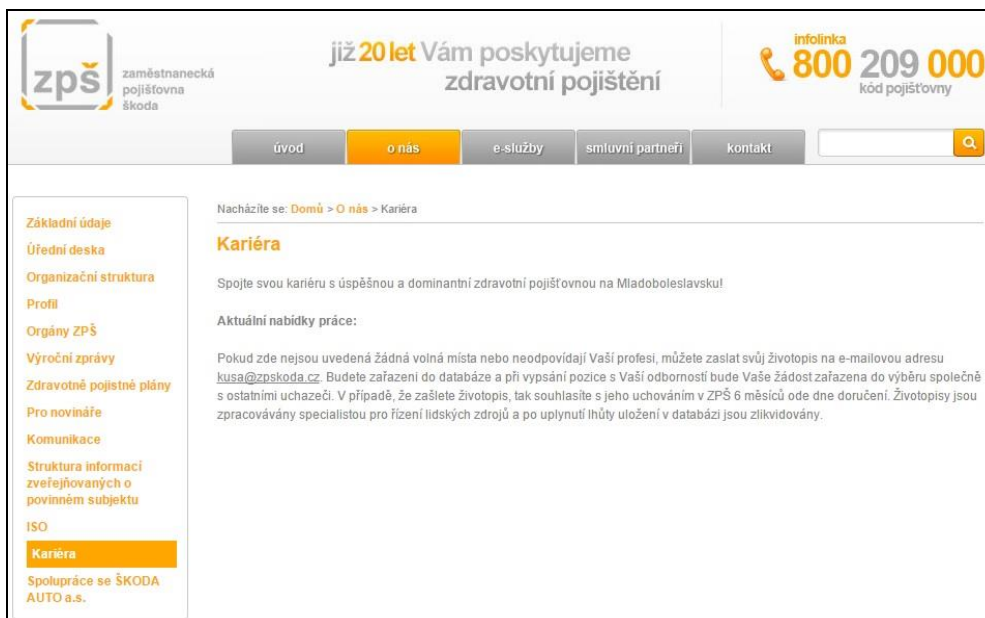 zpš
zaměstnanecká
pojišťovna
škoda
již 20 let Vám poskytujeme
zdravotní pojištění
infolinka
800 209 000
kód pojišťovny
úvod
o nás
e-služby
smluvní partneři
kontakt
Základní údaje
Úřední deska
Organizační struktura
Profil
Orgány ZPŠ
Výroční zprávy
Zdravotně pojistné plány
Pro novináře
Komunikace
Struktura informací
zveřejňovaných o
povinném subjektu
ISO
Kariéra
Spolupráce se ŠKODA
AUTO a.s.
Nacházíte se: Domů > O nás > Kariéra
Kariéra
Spojte svou kariéru s úspěšnou a dominantní zdravotní pojišťovnou na Mladoboleslavsku!
Aktuální nabídky práce:
Pokud zde nejsou uvedená žádná volná místa nebo neodpovídají Vaší profesi, můžete zaslat svůj životopis na e-mailovou adresu
kusa@zpskoda.cz. Budete zařazeni do databáze a při vypsání pozice s Vaší odborností bude Vaše žádost zařazena do výběru společně
s ostatními uchazeči. V případě, že zašlete životopis, tak souhlasíte s jeho uchováním v ZPŠ 6 měsíců ode dne doručení. Životopisy jsou
zpracovávány specialistou pro řízení lidských zdrojů a po uplynutí lhůty uložení v databázi jsou zlikvidovány.